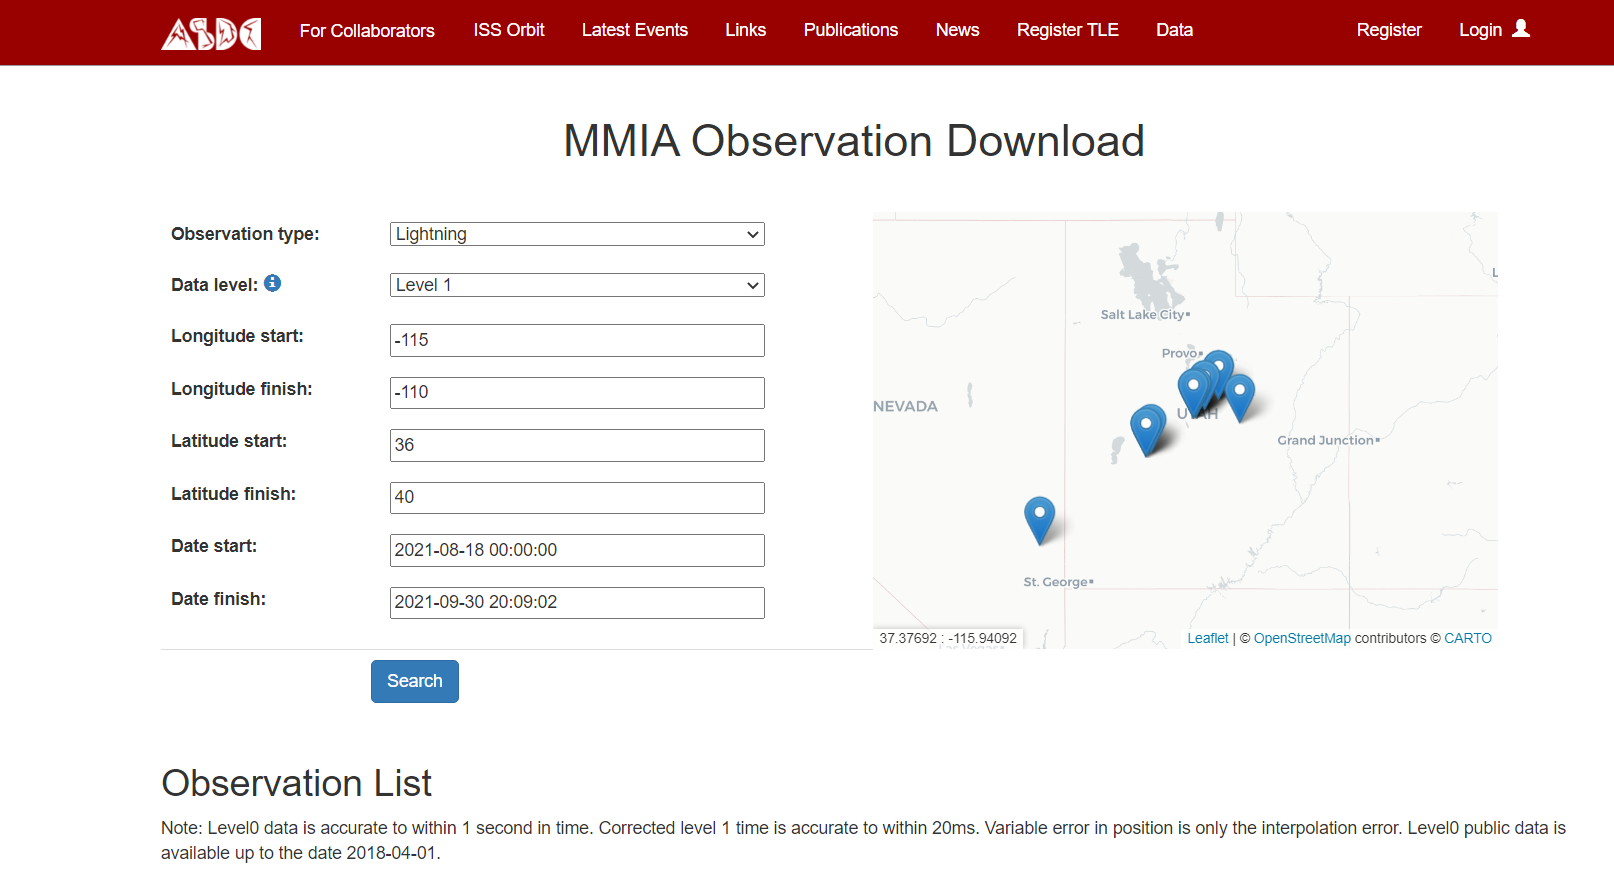 ASDC For Collaborators ISS Orbit Latest Events Links Publications News Register TLE Data Register Login
MMIA Observation Download
Observation type: Lightning
Data level: Level 1
Longitude start: -115
Longitude finish: -110
Latitude start: 36
Latitude finish: 40
Date start: 2021-08-18 00:00:00
Date finish: 2021-09-30 20:09:02
Search
Salt Lake City
Provo
NEVADA
UTAH
Grand Junction
St. George
37.37692 : -115.94092
Las Vegas
Leaflet | © OpenStreetMap contributors © CARTO
Observation List
Note: Level0 data is accurate to within 1 second in time. Corrected level 1 time is accurate to within 20ms. Variable error in position is only the interpolation error. Level0 public data is
available up to the date 2018-04-01.